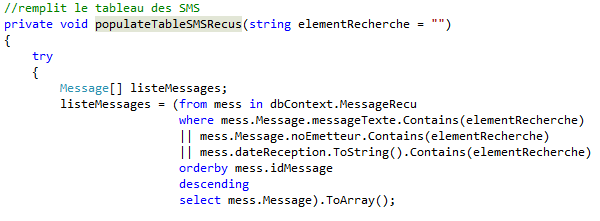 //remplit le tableau des SMS
private void populateTableSMSRecus(string elementRecherche = "")
{
try
{
Message[] listeMessages;
listeMessages = (from mess in dbContext.MessageRecu
where mess.Message.messageTexte.Contains(elementRecherche)
|| mess.Message.noEmetteur.Contains(elementRecherche)
|| mess.dateReception.ToString().Contains(elementRecherche)
orderby mess.idMessage
descending
select mess.Message).ToArray();